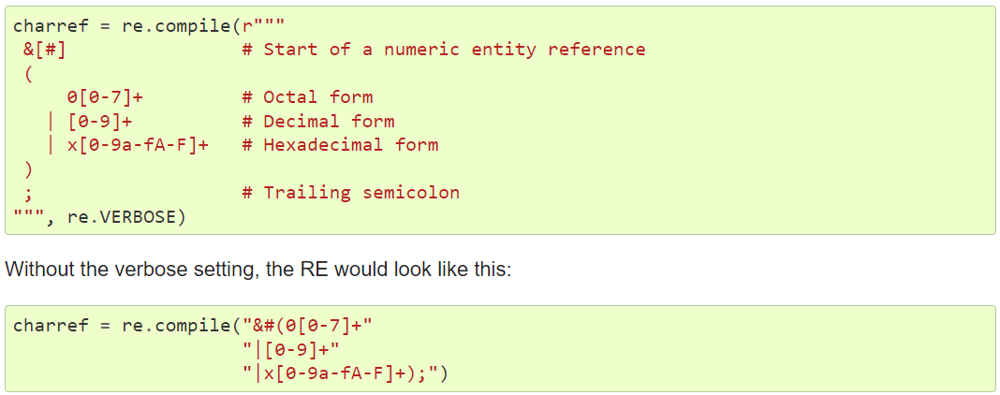 charref = re.compile(r"""
 &[#]                # Start of a numeric entity reference
 (
     0[0-7]+         # Octal form
   | [0-9]+          # Decimal form
   | x[0-9a-fA-F]+   # Hexadecimal form
 )
 ;                   # Trailing semicolon
""", re.VERBOSE)
Without the verbose setting, the RE would look like this:
charref = re.compile("&#(0[0-7]+"
                     "|[0-9]+"
                     "|x[0-9a-fA-F]+);")